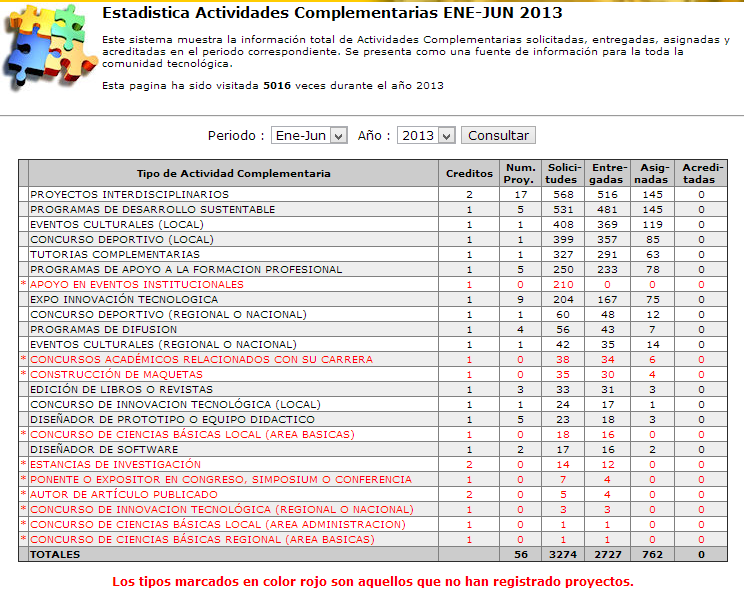 Estadistica Actividades Complementarias ENE-JUN 2013
Este sistema muestra la información total de Actividades Complementarias solicitadas, entregadas, asignadas y
acreditadas en el periodo correspondiente. Se presenta como una fuente de información para la toda la
comunidad tecnológica.
Esta pagina ha sido visitada 5016 veces durante el año 2013
Periodo : Ene-Jun Año : 2013 Consultar
Tipo de Actividad Complementaria Creditos Num. Proy. Solici-tudes Entre-gadas Asig-nadas Acredi-tadas
PROYECTOS INTERDISCIPLINARIOS 2 17 568 516 145 0
PROGRAMAS DE DESARROLLO SUSTENTABLE 1 5 531 481 145 0
EVENTOS CULTURALES (LOCAL) 1 1 408 369 119 0
CONCURSO DEPORTIVO (LOCAL) 1 1 399 357 85 0
TUTORIAS COMPLEMENTARIAS 1 1 327 291 63 0
PROGRAMAS DE APOYO A LA FORMACION PROFESIONAL 1 5 250 233 78 0
* APOYO EN EVENTOS INSTITUCIONALES 1 0 210 0 0 0
EXPO INNOVACIÓN TECNOLOGICA 1 9 204 167 75 0
CONCURSO DEPORTIVO (REGIONAL O NACIONAL) 1 1 60 48 12 0
PROGRAMAS DE DIFUSION 1 4 56 43 7 0
EVENTOS CULTURALES (REGIONAL O NACIONAL) 1 1 42 35 14 0
* CONCURSOS ACADÉMICOS RELACIONADOS CON SU CARRERA 1 0 38 34 6 0
* CONSTRUCCIÓN DE MAQUETAS 1 0 35 30 4 0
EDICIÓN DE LIBROS O REVISTAS 1 3 33 31 3 0
CONCURSO DE INNOVACION TECNOLÓGICA (LOCAL) 1 1 24 17 1 0
DISEÑADOR DE PROTOTIPO O EQUIPO DIDACTICO 1 5 23 18 3 0
* CONCURSO DE CIENCIAS BÁSICAS LOCAL (AREA BASICAS) 1 0 18 16 0 0
DISEÑADOR DE SOFTWARE 1 2 17 16 2 0
* ESTANCIAS DE INVESTIGACIÓN 2 0 14 12 0 0
* PONENTE O EXPOSITOR EN CONGRESO, SIMPOSIUM O CONFERENCIA 1 0 7 4 0 0
* AUTOR DE ARTÍCULO PUBLICADO 2 0 5 4 0 0
* CONCURSO DE INNOVACION TECNOLÓGICA (REGIONAL O NACIONAL) 1 0 3 3 0 0
* CONCURSO DE CIENCIAS BÁSICAS LOCAL (AREA ADMINISTRACION) 1 0 1 1 0 0
* CONCURSO DE CIENCIAS BÁSICAS REGIONAL (AREA BASICAS) 1 0 1 1 0 0
TOTALES 56 3274 2727 762 0
Los tipos marcados en color rojo son aquellos que no han registrado proyectos.